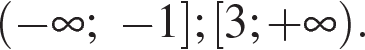 (−∞; −1]; [3; +∞).